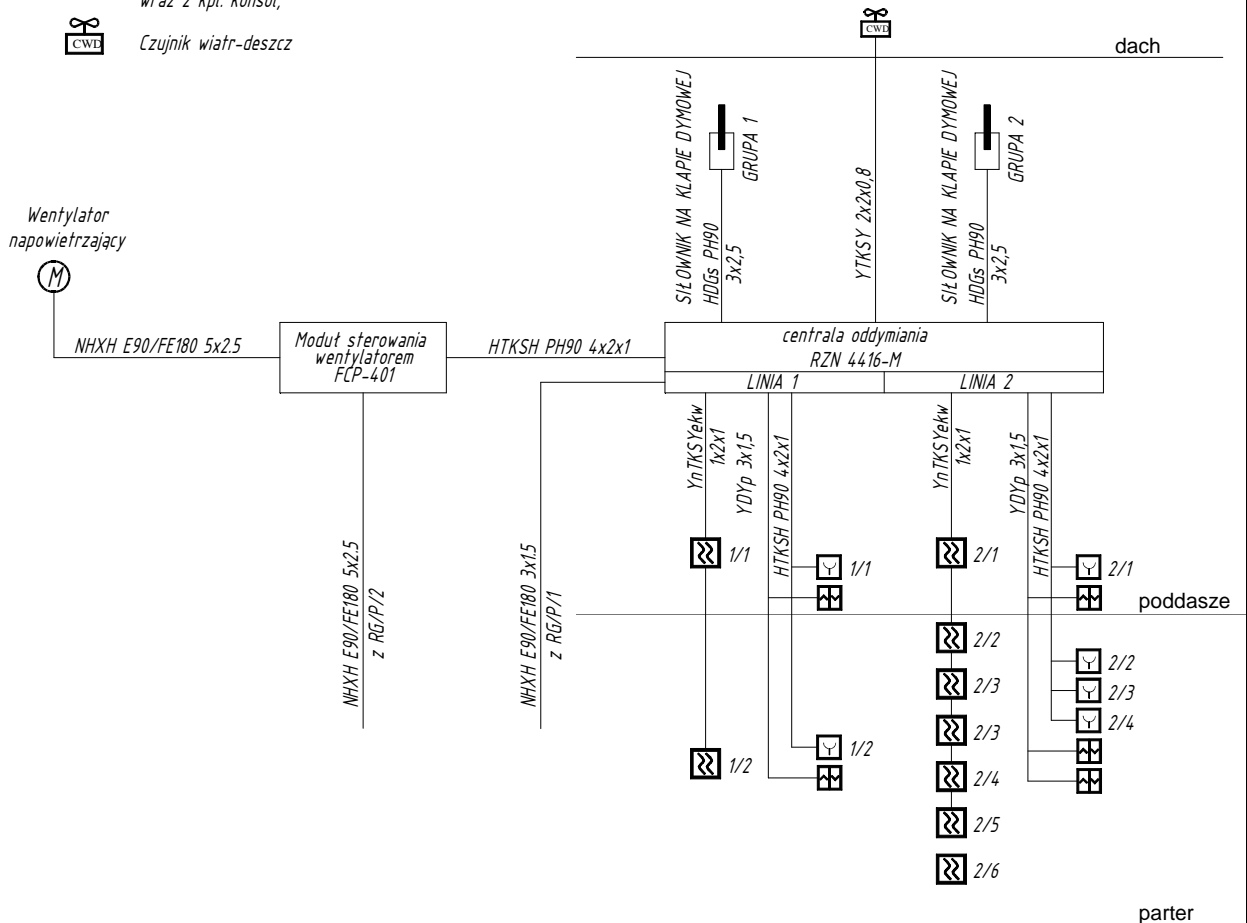 wraz z kpl. konsol,
CWD
Czujnik wiatr-deszcz
CWD
dach
SIŁOWNIK NA KLAPIE DYMOWEJ
HDGs PH90
3x2,5
GRUPA 1
YTKSY 2x2x0,8
SIŁOWNIK NA KLAPIE DYMOWEJ
HDGs PH90
3x2,5
GRUPA 2
Wentylator
napowietrzający
M
NHXH E90/FE180 5x2.5
Moduł sterowania
wentylatorem
FCP-401
HTKSH PH90 4x2x1
centrala oddymiania
RZN 4416-M
LINIA 1
LINIA 2
NHXH E90/FE180 5x2.5
z RG/P/2
NHXH E90/FE180 3x1.5
z RG/P/1
YnTKSYekw
1x2x1
YDYp 3x1,5
HTKSH PH90 4x2x1
YnTKSYekw
1x2x1
YDYp 3x1,5
HTKSH PH90 4x2x1
1/1
1/1
2/1
2/1
poddasze
2/2
2/3
2/3
2/4
2/5
2/6
2/2
2/3
2/4
1/2
1/2
parter